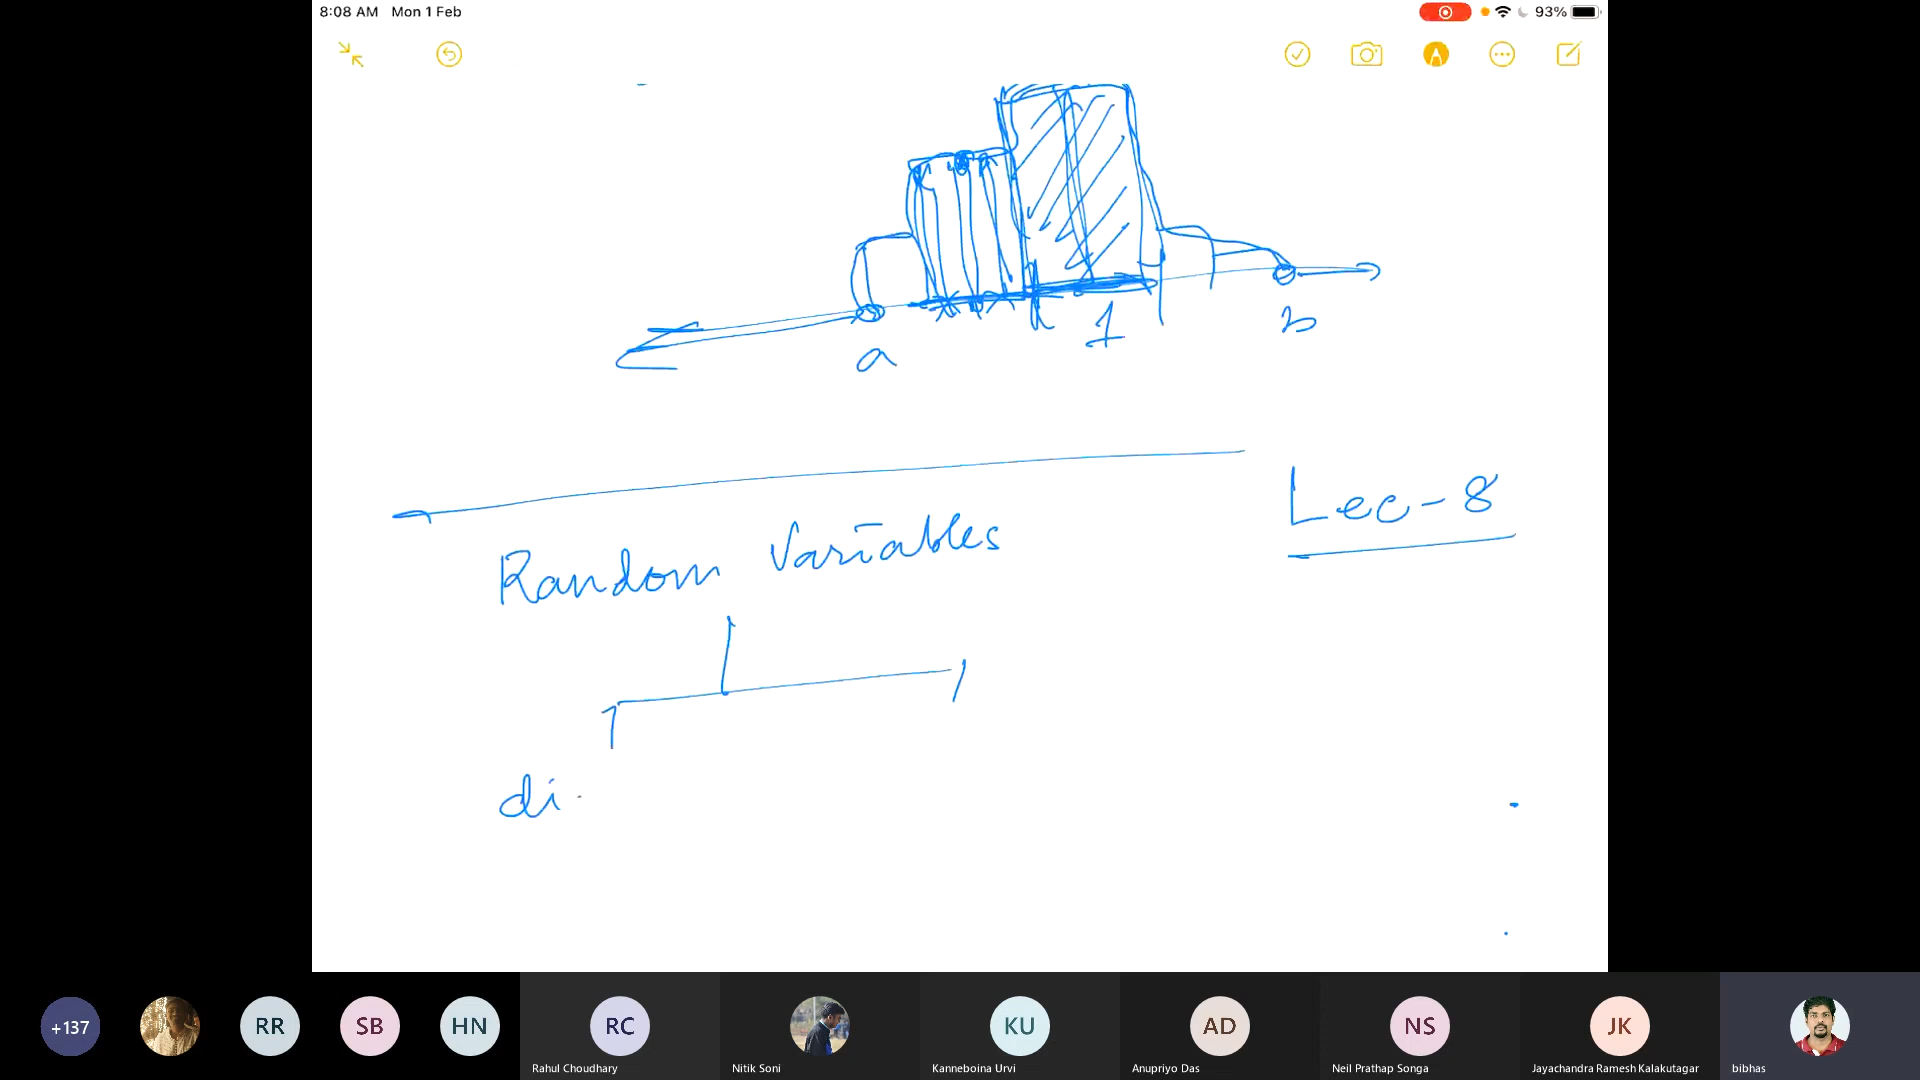 8:08 AM Mon 1 Feb
93%
a
1
b
Lec-8
Random Variables
di
+137
RR
SB
HN
RC
KU
AD
NS
JK
Rahul Choudhary
Nitik Soni
Kanneboina Urvi
Anupriyo Das
Neil Prathap Songa
Jayachandra Ramesh Kalakutagar
bibhas